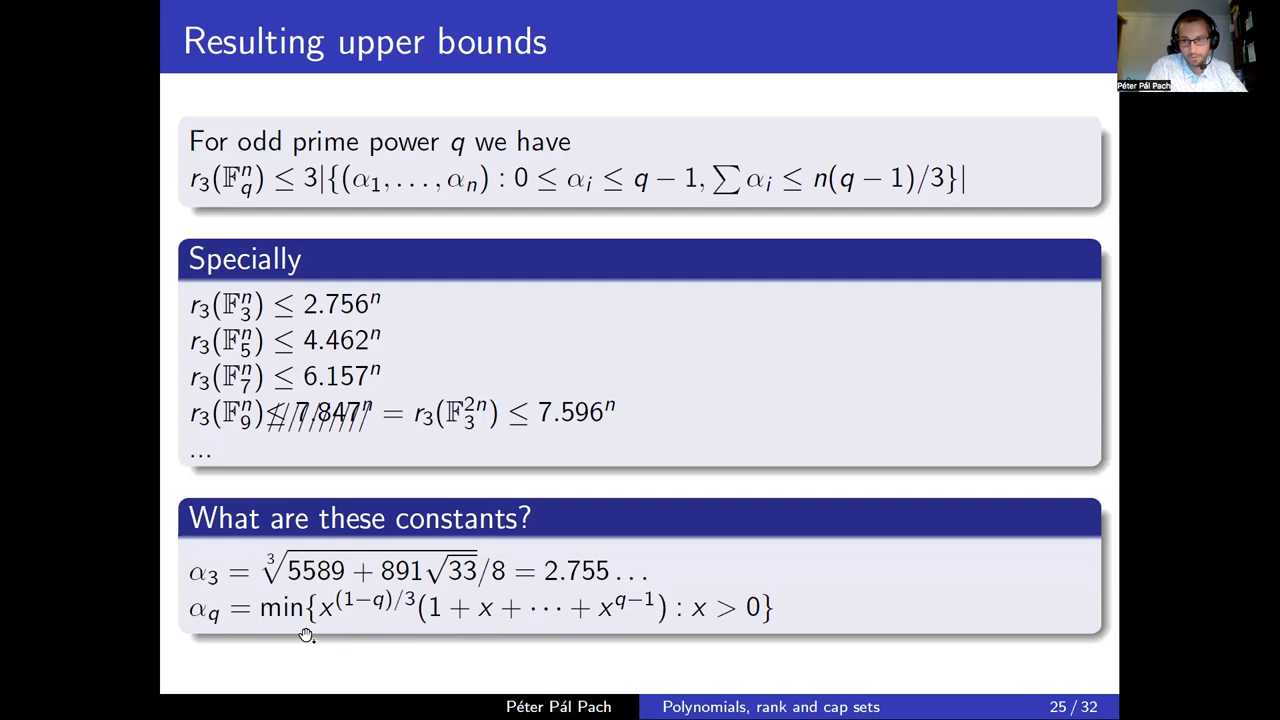 Resulting upper bounds
Péter Pál Pach
For odd prime power q we have
r₃(𝔽_q^n) ≤ 3|{(α₁, . . . , αₙ) : 0 ≤ αᵢ ≤ q − 1, ∑ αᵢ ≤ n(q − 1)/3}|
Specially
r₃(𝔽₃ⁿ) ≤ 2.756ⁿ
r₃(𝔽₅ⁿ) ≤ 4.462ⁿ
r₃(𝔽₇ⁿ) ≤ 6.157ⁿ
r₃(𝔽₉ⁿ) ≤ 7.847ⁿ = r₃(𝔽₃²ⁿ) ≤ 7.596ⁿ
...
What are these constants?
α₃ = ∛(5589 + 891√33)/8 = 2.755 . . .
α_q = min{x^((1−q)/3)(1 + x + · · · + x^(q−1)) : x > 0}
Péter Pál Pach Polynomials, rank and cap sets 25 / 32